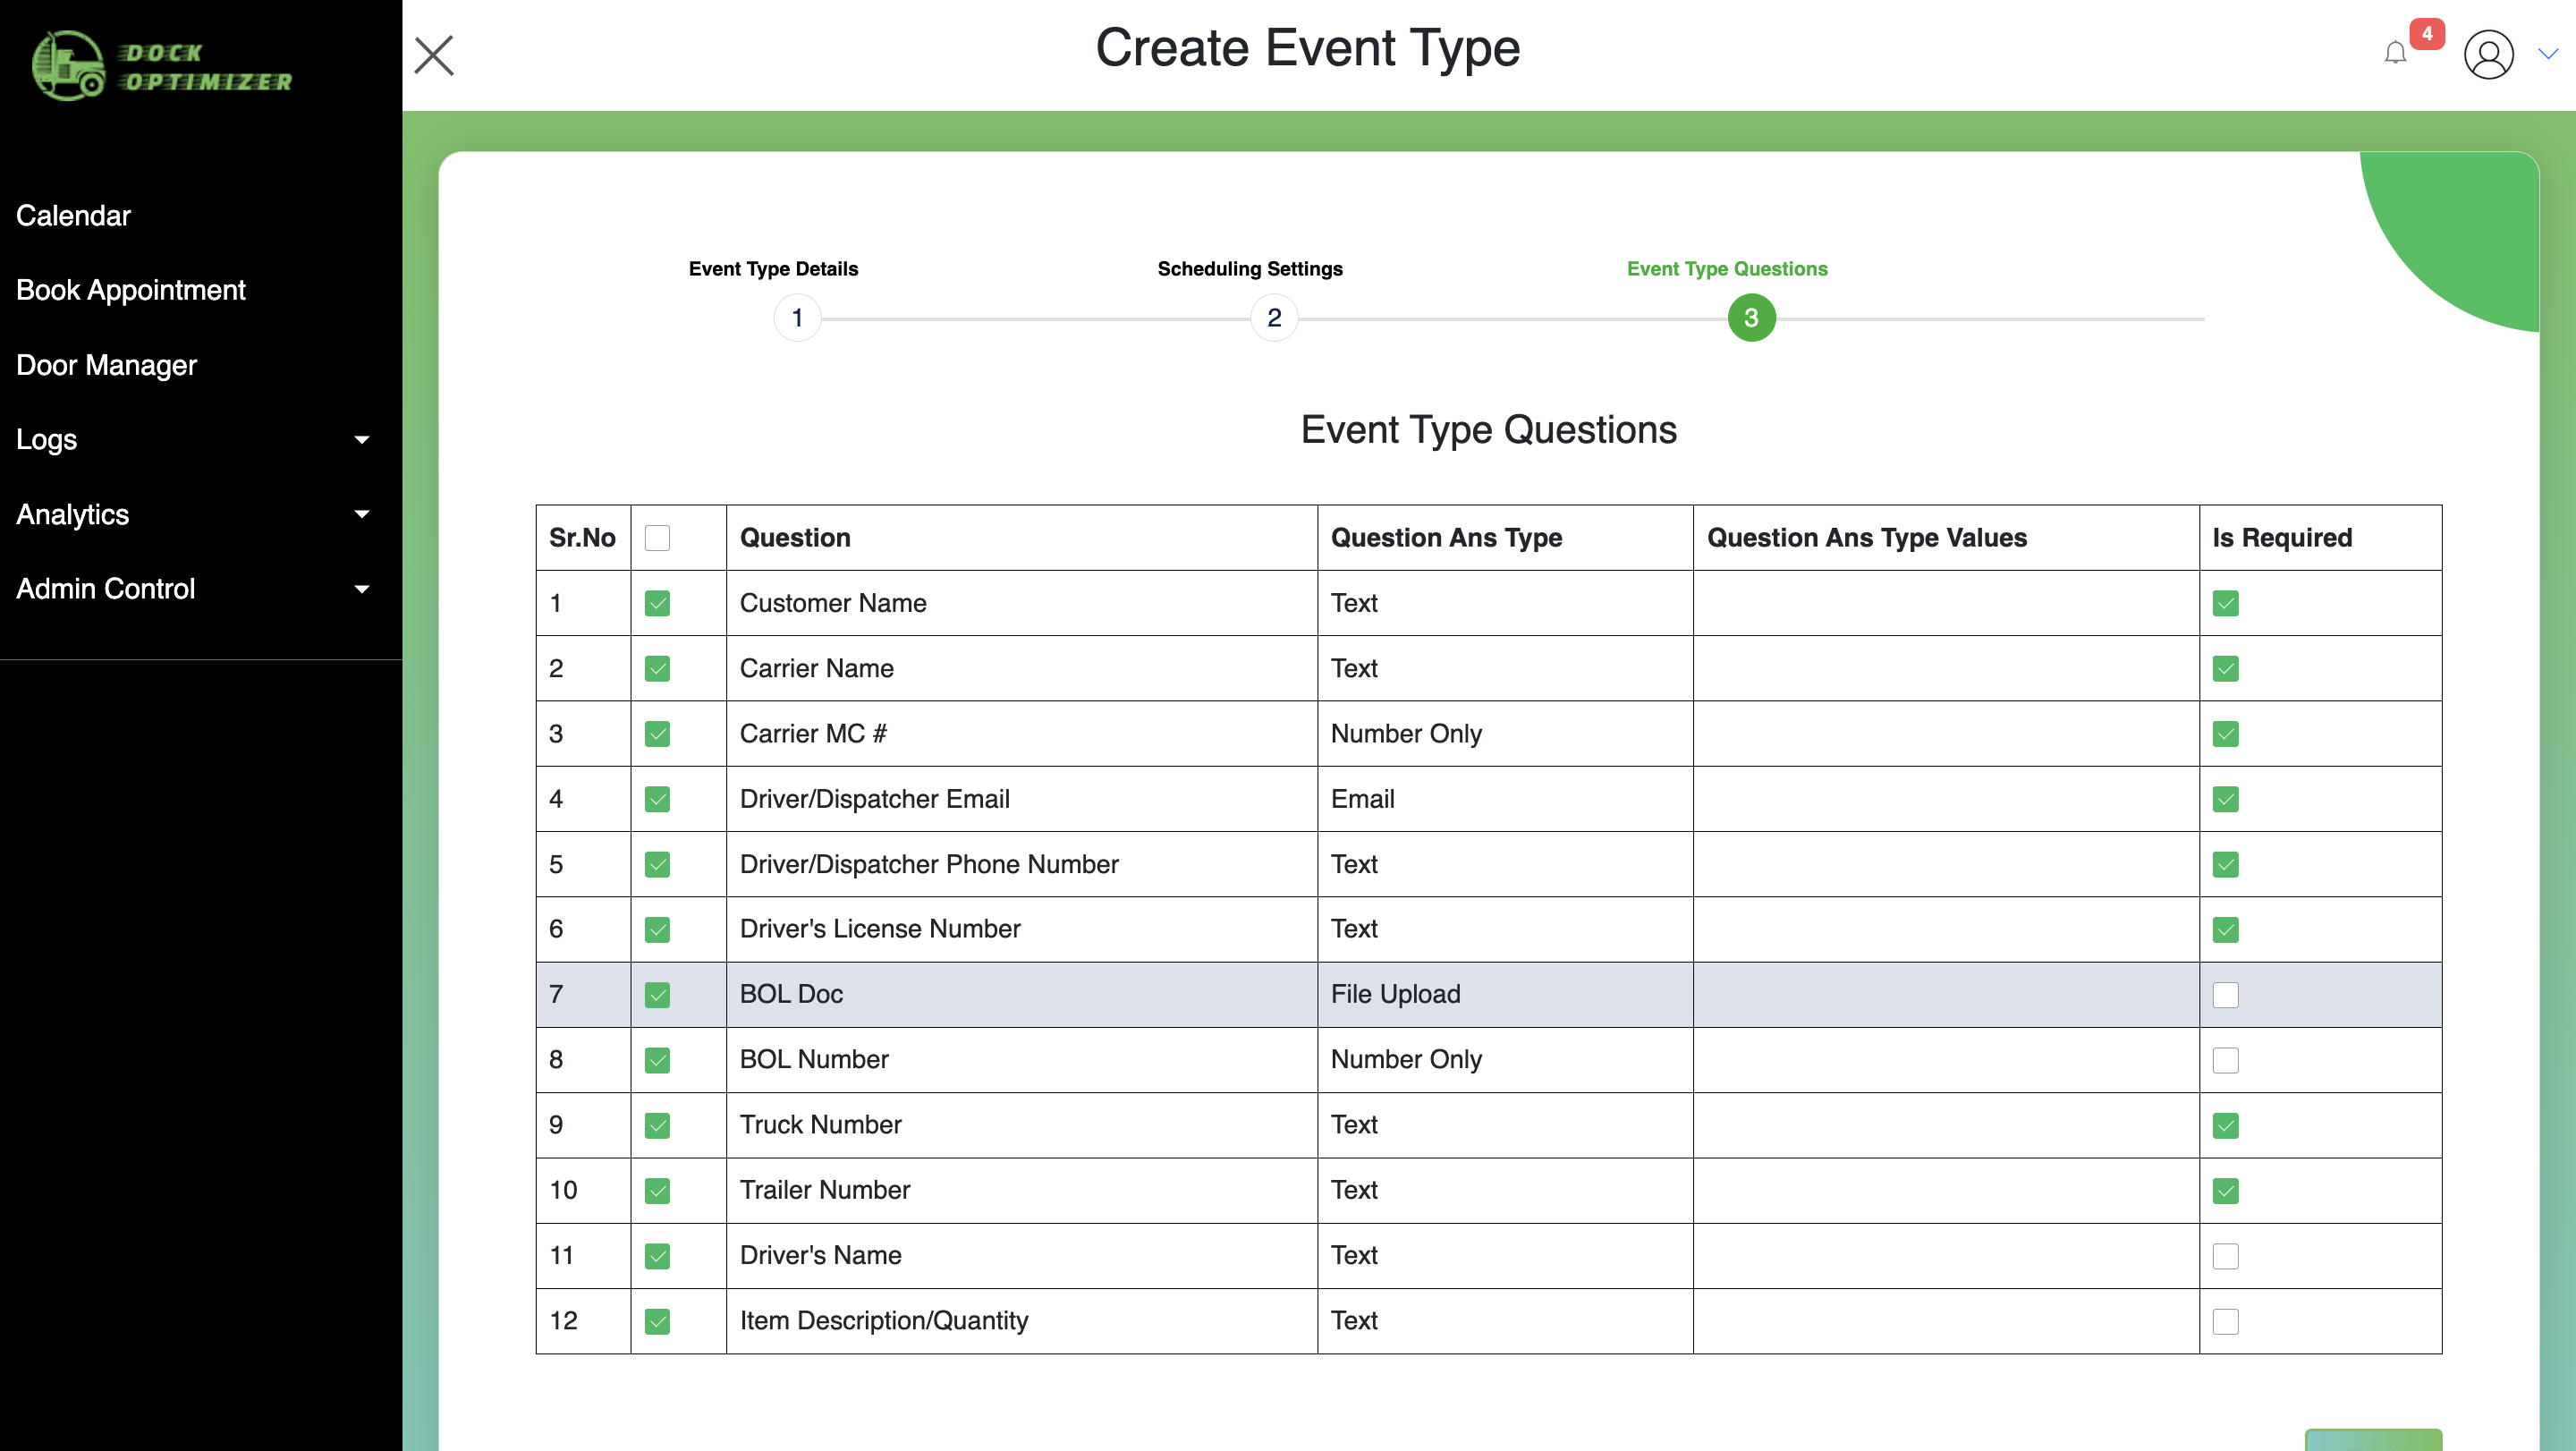 DOCK
OPTIMIZER
Create Event Type
4
Calendar
Book Appointment
Door Manager
Logs
Analytics
Admin Control
Event Type Details
Scheduling Settings
Event Type Questions
1
2
3
Event Type Questions
Sr.No Question Question Ans Type Question Ans Type Values Is Required
1 Customer Name Text
2 Carrier Name Text
3 Carrier MC # Number Only
4 Driver/Dispatcher Email Email
5 Driver/Dispatcher Phone Number Text
6 Driver's License Number Text
7 BOL Doc File Upload
8 BOL Number Number Only
9 Truck Number Text
10 Trailer Number Text
11 Driver's Name Text
12 Item Description/Quantity Text